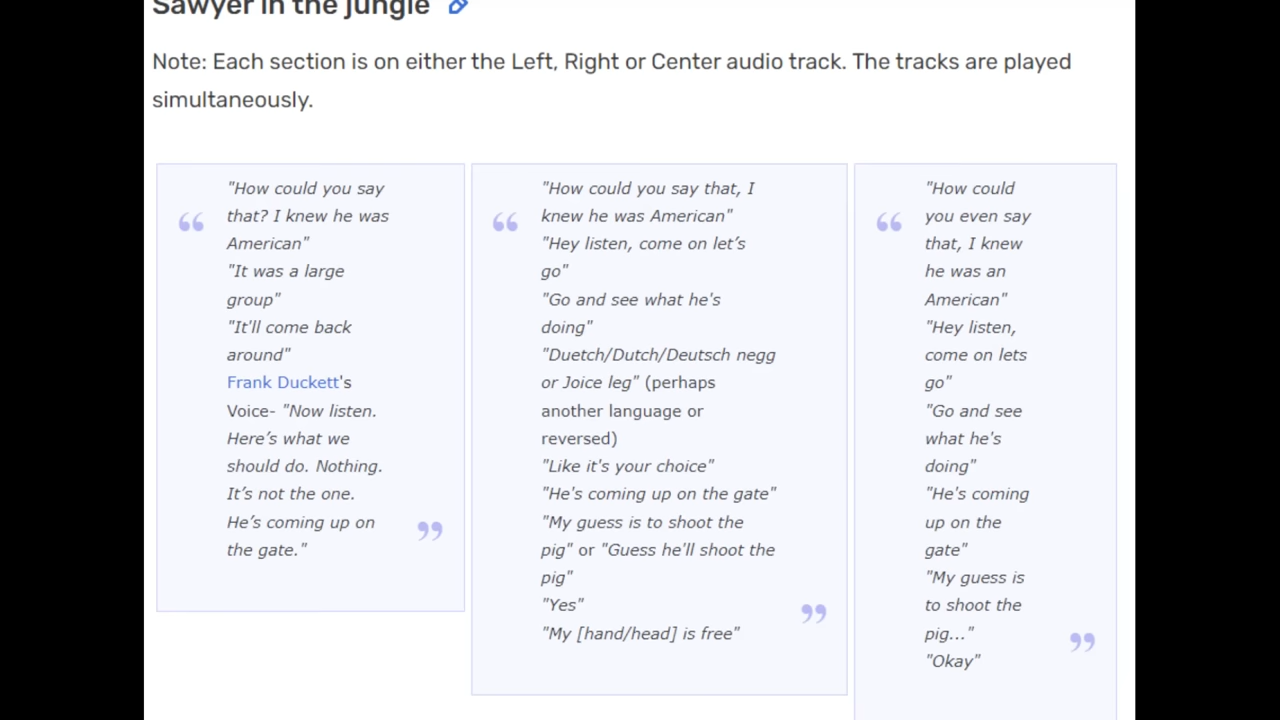 Sawyer in the jungle
Note: Each section is on either the Left, Right or Center audio track. The tracks are played
simultaneously.
"How could you say
that? I knew he was
American"
"It was a large
group"
"It'll come back
around"
Frank Duckett's
Voice- "Now listen.
Here's what we
should do. Nothing.
It's not the one.
He's coming up on
the gate."
"How could you say that, I
knew he was American"
"Hey listen, come on let's
go"
"Go and see what he's
doing"
"Duetch/Dutch/Deutsch negg
or Joice leg" (perhaps
another language or
reversed)
"Like it's your choice"
"He's coming up on the gate"
"My guess is to shoot the
pig" or "Guess he'll shoot the
pig"
"Yes"
"My [hand/head] is free"
"How could
you even say
that, I knew
he was an
American"
"Hey listen,
come on lets
go"
"Go and see
what he's
doing"
"He's coming
up on the
gate"
"My guess is
to shoot the
pig..."
"Okay"